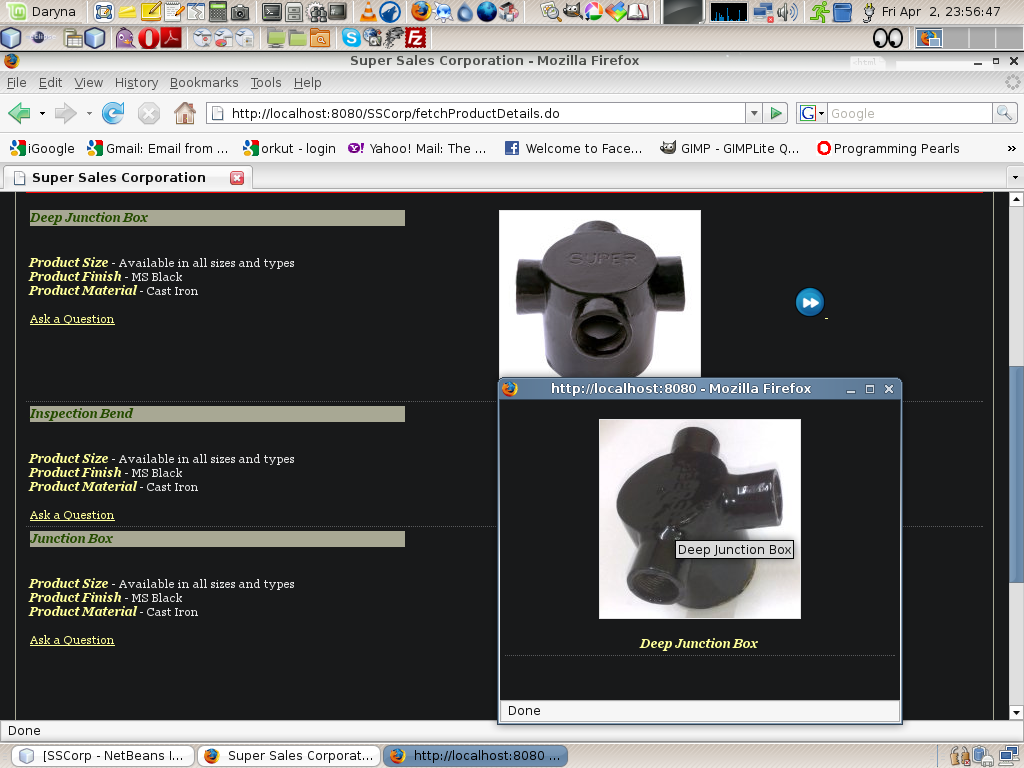 Daryna
Fri Apr 2, 23:56:47
Super Sales Corporation - Mozilla Firefox
File Edit View History Bookmarks Tools Help
http://localhost:8080/SSCorp/fetchProductDetails.do
Google
iGoogle Gmail: Email from ... orkut - login Yahoo! Mail: The ... Welcome to Face... GIMP - GIMPLite Q... Programming Pearls »
Super Sales Corporation
Deep Junction Box
SUPER
Product Size - Available in all sizes and types
Product Finish - MS Black
Product Material - Cast Iron
Ask a Question
Inspection Bend
Product Size - Available in all sizes and types
Product Finish - MS Black
Product Material - Cast Iron
Ask a Question
Junction Box
Product Size - Available in all sizes and types
Product Finish - MS Black
Product Material - Cast Iron
Ask a Question
http://localhost:8080 - Mozilla Firefox
Deep Junction Box
Deep Junction Box
Done
Done
[SSCorp - NetBeans I... Super Sales Corporat... http://localhost:8080 ...